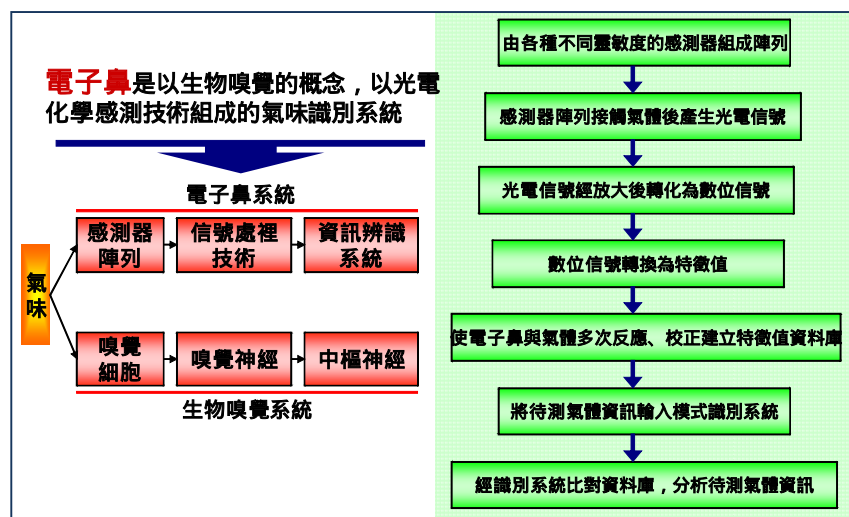 電子鼻是以生物嗅覺的概念，以光電
化學感測技術組成的氣味識別系統
電子鼻系統
感測器
陣列
信號處裡
技術
資訊辨識
系統
氣
味
嗅覺
細胞
嗅覺神經
中樞神經
生物嗅覺系統
由各種不同靈敏度的感測器組成陣列
感測器陣列接觸氣體後產生光電信號
光電信號經放大後轉化為數位信號
數位信號轉換為特徵值
使電子鼻與氣體多次反應、校正建立特徵值資料庫
將待測氣體資訊輸入模式識別系統
經識別系統比對資料庫，分析待測氣體資訊